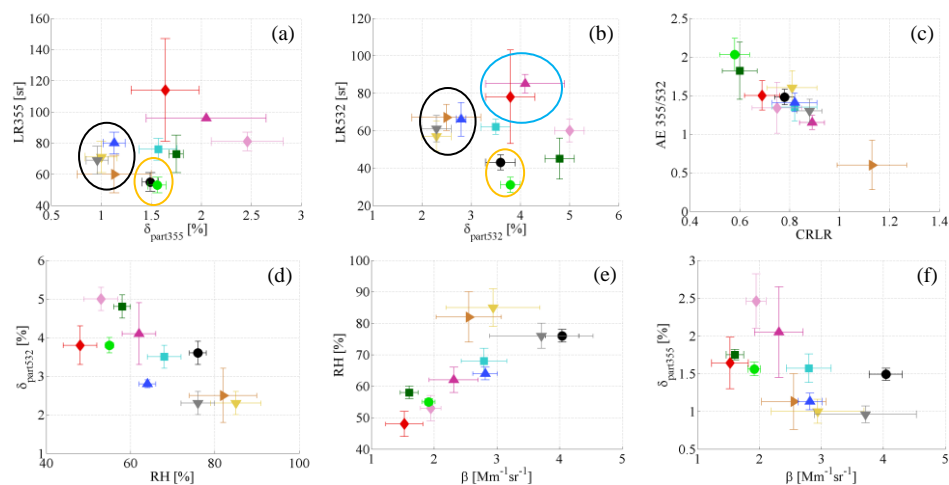 160
140
120
100
80
60
40
LR355 [sr]
0.5 1 1.5 2 2.5 3
δpart355 [%]
(a)
120
100
80
60
40
20
LR532 [sr]
1 2 3 4 5 6
δpart532 [%]
(b)
2.5
2
1.5
1
0.5
0
AE 355/532
0.4 0.6 0.8 1 1.2 1.4
CRLR
(c)
6
5
4
3
2
1
δpart532 [%]
40 60 80 100
RH [%]
(d)
100
90
80
70
60
50
40
RH [%]
1 2 3 4 5
β [Mm⁻¹sr⁻¹]
(e)
3
2.5
2
1.5
1
0.5
δpart355 [%]
1 2 3 4 5
β [Mm⁻¹sr⁻¹]
(f)